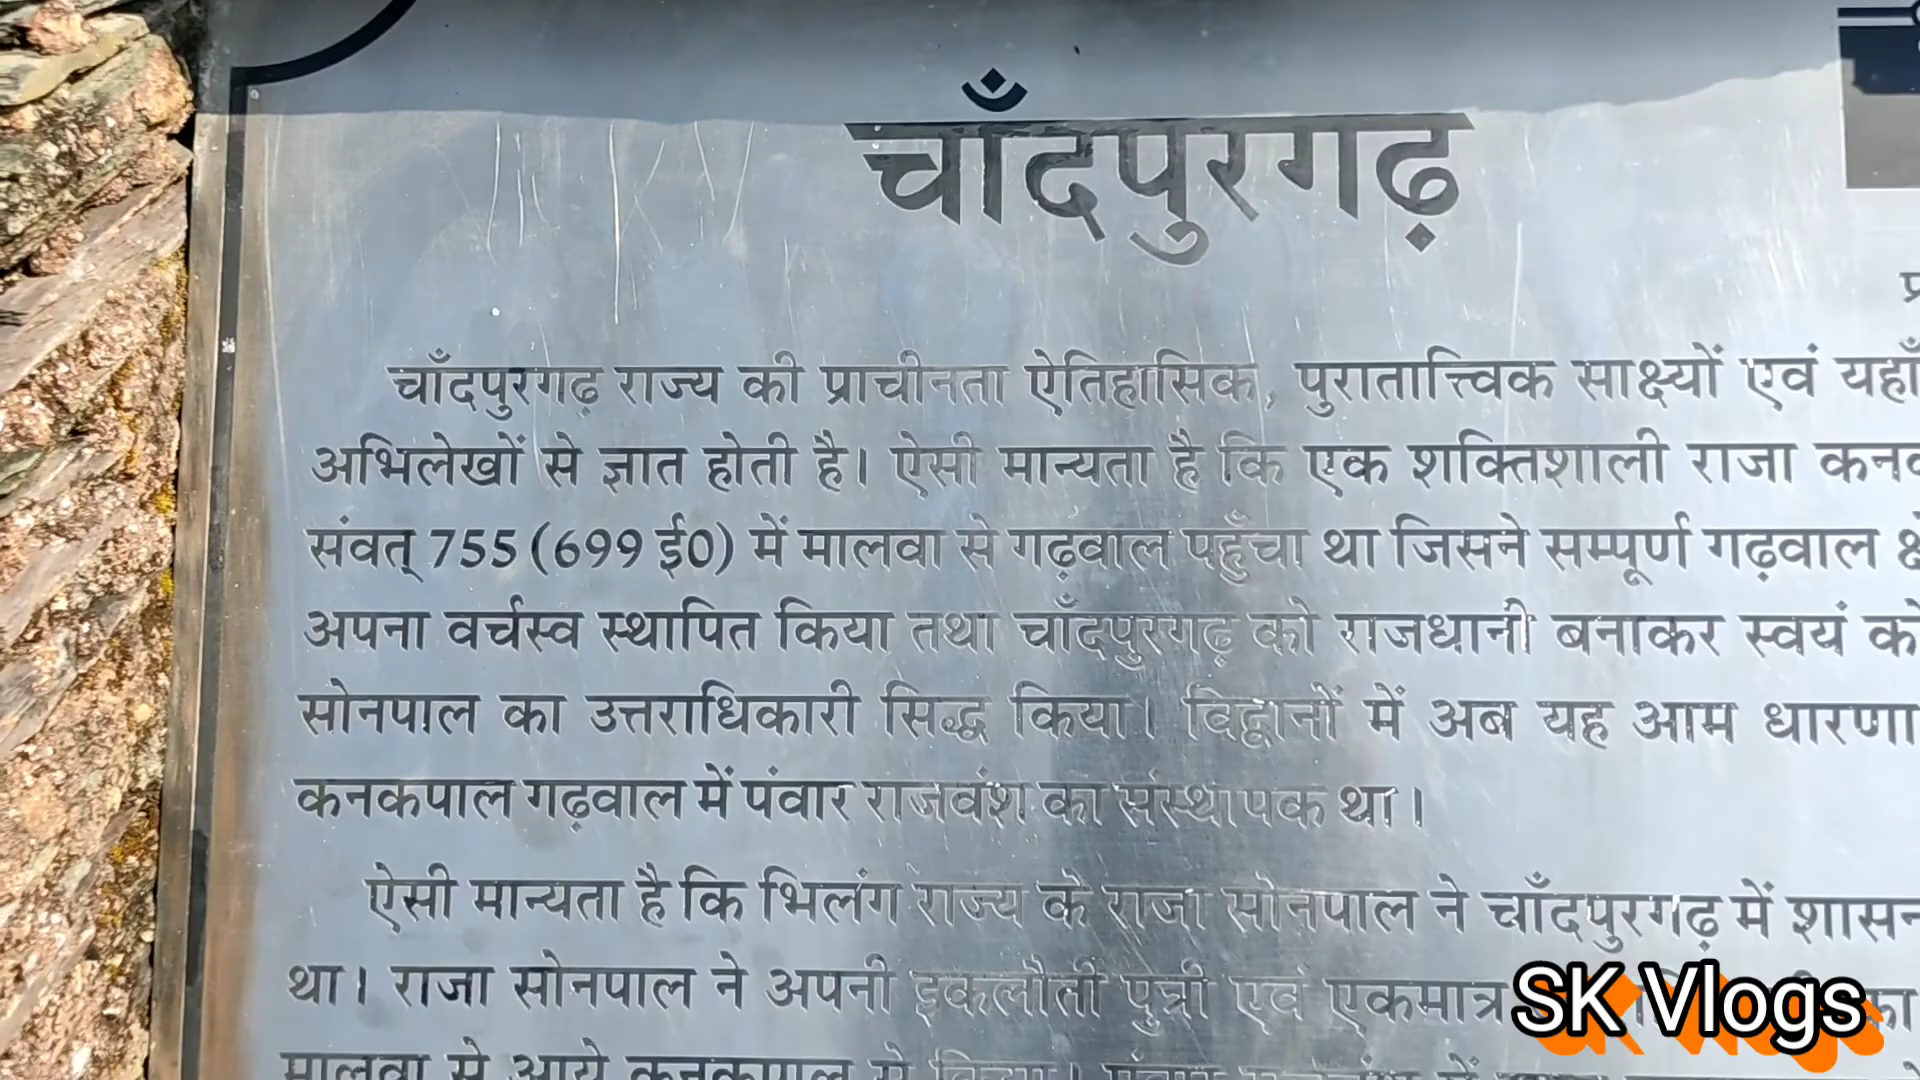 चाँदपुरगढ़
चाँदपुरगढ़ राज्य की प्राचीनता ऐतिहासिक, पुरातात्त्विक साक्ष्यों एवं यहाँ
अभिलेखों से ज्ञात होती है। ऐसी मान्यता है कि एक शक्तिशाली राजा
संवत् 755 (699 ई0) में मालवा से गढ़वाल पहुँचा था जिसने सम्पूर्ण गढ़वाल
अपना वर्चस्व स्थापित किया तथा चाँदपुरगढ़ को राजधानी बनाकर स्वयं को
सोनपाल का उत्तराधिकारी सिद्ध किया। विद्वानों में अब यह आम धारणा
कनकपाल गढ़वाल में पंवार राजवंश का संस्थापक था।
ऐसी मान्यता है कि भिलंग राज्य के राजा सोनपाल ने चाँदपुरगढ़ में शासन
था। राजा सोनपाल ने अपनी इकलौती पुत्री एवं एकमात्र
मालवा से आये कनकपाल से किया।
SK Vlogs